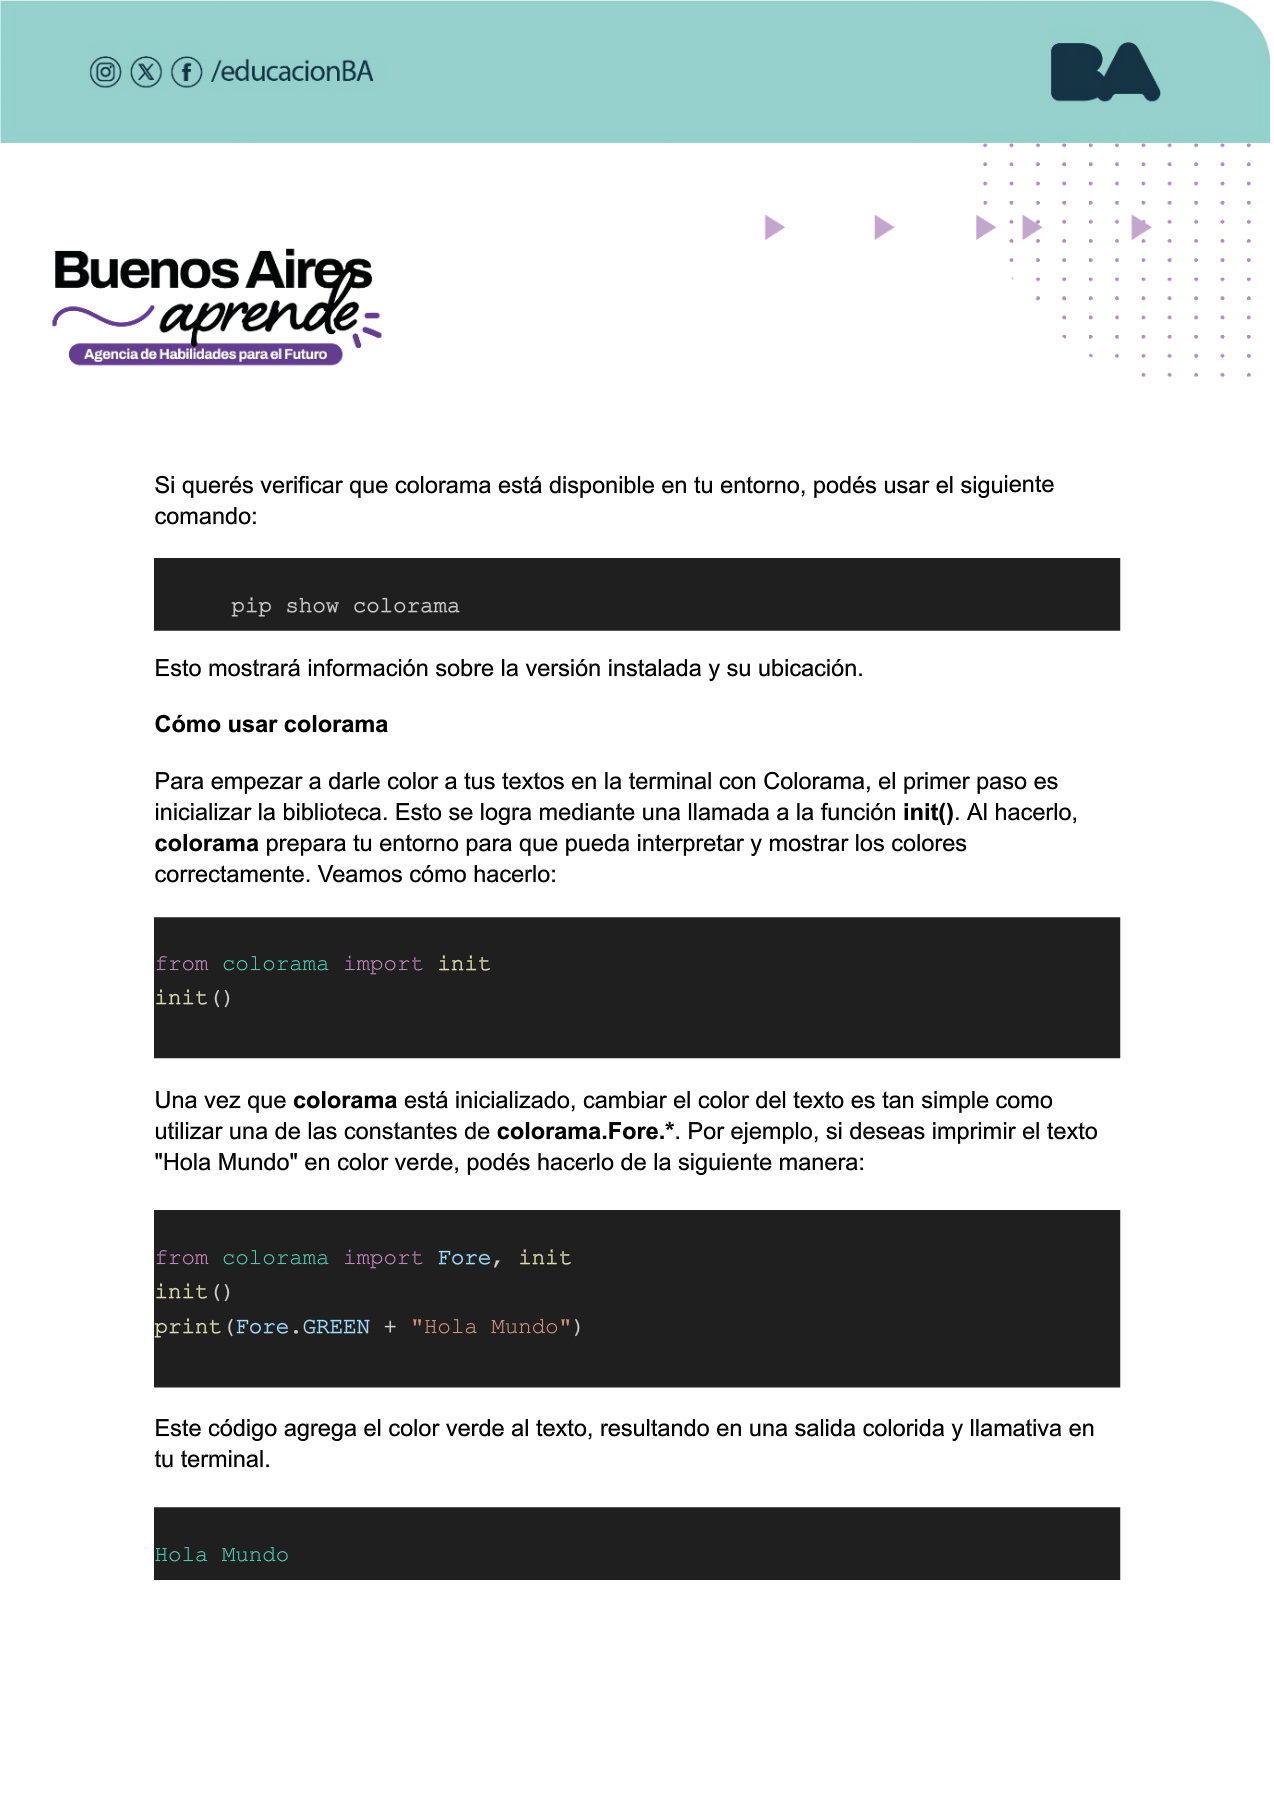 /educacionBA
BA
Buenos Aires
aprende
Agencia de Habilidades para el Futuro
Si querés verificar que colorama está disponible en tu entorno, podés usar el siguiente
comando:
pip show colorama
Esto mostrará información sobre la versión instalada y su ubicación.
Cómo usar colorama
Para empezar a darle color a tus textos en la terminal con Colorama, el primer paso es
inicializar la biblioteca. Esto se logra mediante una llamada a la función init(). Al hacerlo,
colorama prepara tu entorno para que pueda interpretar y mostrar los colores
correctamente. Veamos cómo hacerlo:
from colorama import init
init()
Una vez que colorama está inicializado, cambiar el color del texto es tan simple como
utilizar una de las constantes de colorama.Fore.*. Por ejemplo, si deseas imprimir el texto
"Hola Mundo" en color verde, podés hacerlo de la siguiente manera:
from colorama import Fore, init
init()
print(Fore.GREEN + "Hola Mundo")
Este código agrega el color verde al texto, resultando en una salida colorida y llamativa en
tu terminal.
Hola Mundo